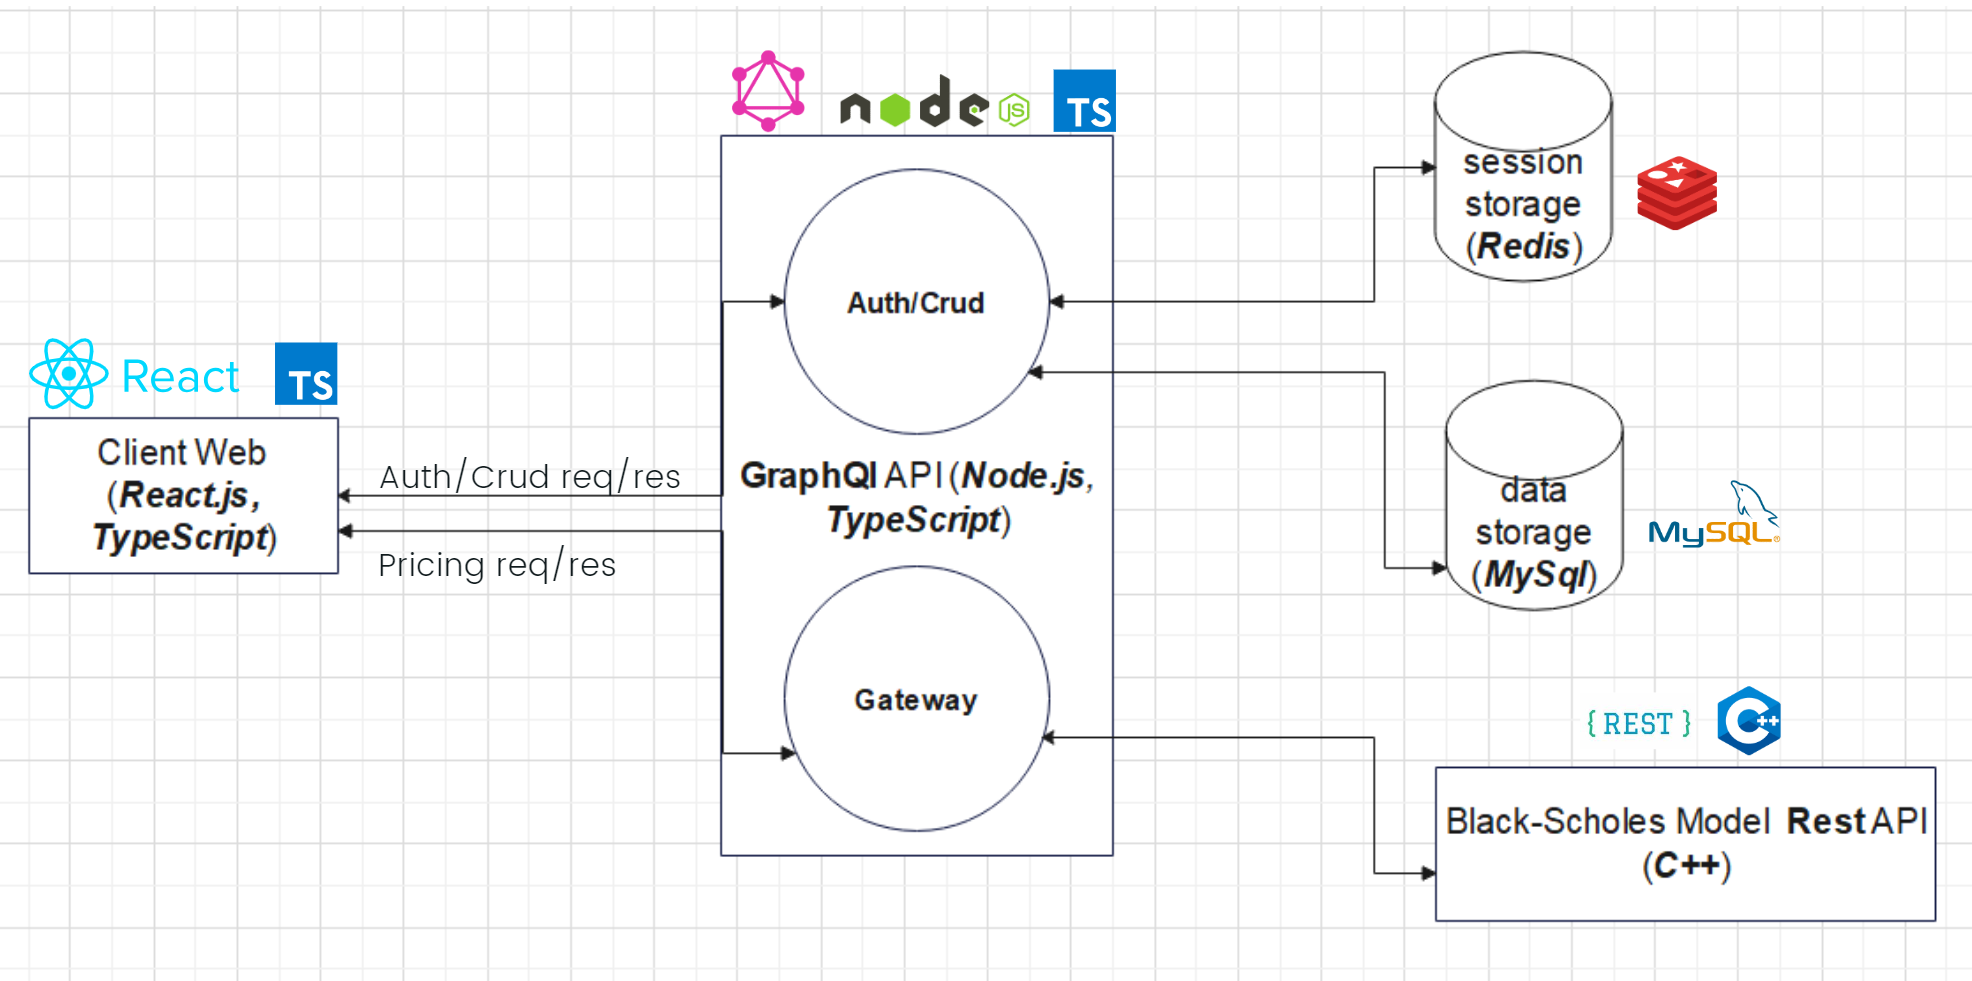 node
JS
TS
session
storage
(Redis)
Auth/Crud
React
TS
Client Web
(React.js,
TypeScript)
Auth/Crud req/res
Pricing req/res
GraphQl API (Node.js,
TypeScript)
data
storage
(MySql)
MySQL®
Gateway
{ REST }
C++
Black-Scholes Model Rest API
(C++)